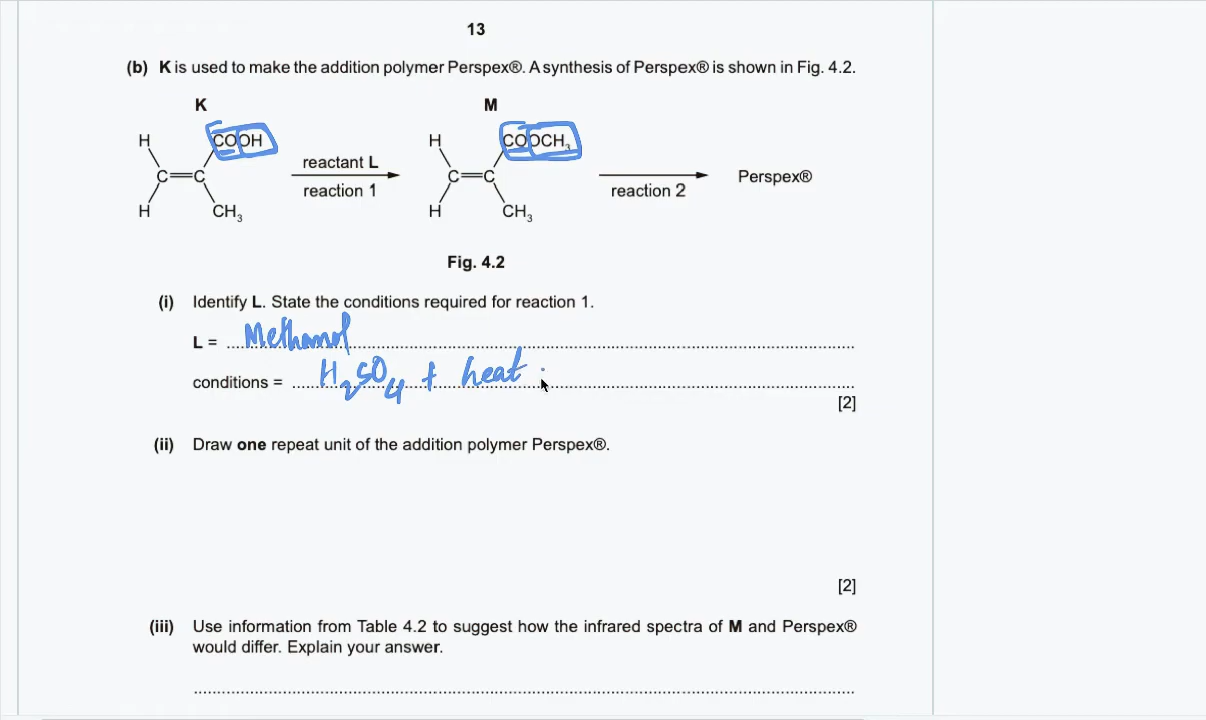 13
(b) K is used to make the addition polymer Perspex®. A synthesis of Perspex® is shown in Fig. 4.2.
K M
H COOH H COOCH₃
reactant L
C=C C=C Perspex®
reaction 1 reaction 2
H CH₃ H CH₃
Fig. 4.2
(i) Identify L. State the conditions required for reaction 1.
L = Methanol
conditions = H₂SO₄ + heat.
[2]
(ii) Draw one repeat unit of the addition polymer Perspex®.
[2]
(iii) Use information from Table 4.2 to suggest how the infrared spectra of M and Perspex®
would differ. Explain your answer.